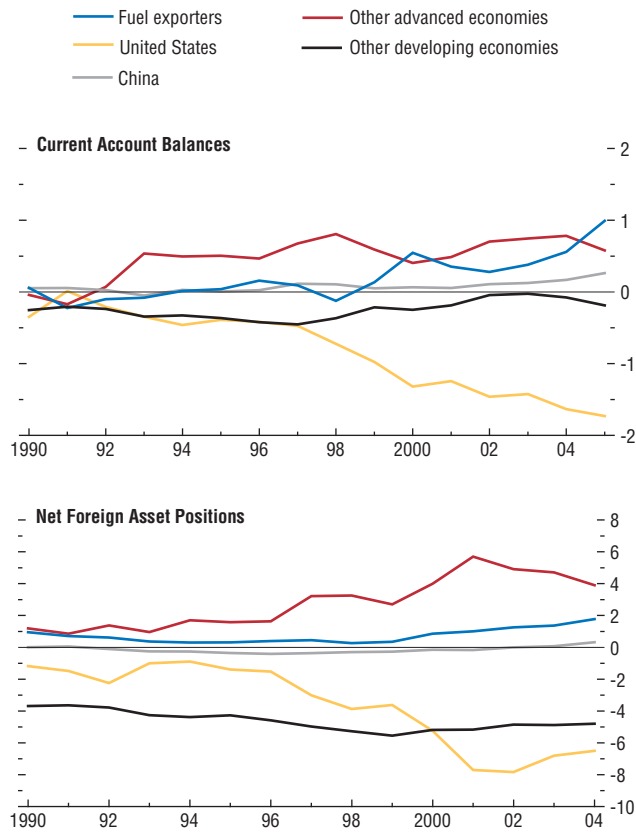 Fuel exporters
Other advanced economies
United States
Other developing economies
China
Current Account Balances
2
1
0
-1
-2
1990 92 94 96 98 2000 02 04
Net Foreign Asset Positions
8
6
4
2
0
-2
-4
-6
-8
-10
1990 92 94 96 98 2000 02 04